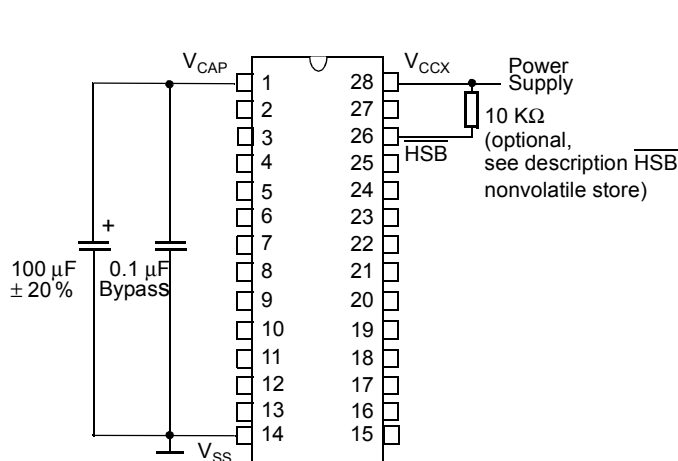 VCAP
VCCX
Power
Supply
1
28
2
27
10 KΩ
3
26
(optional,
HSB
see description HSB
4
25
nonvolatile store)
5
24
6
23
+
7
22
100 μF
± 20 %
0.1 μF
Bypass
8
21
9
20
10
19
11
18
12
17
13
16
14
15
VSS